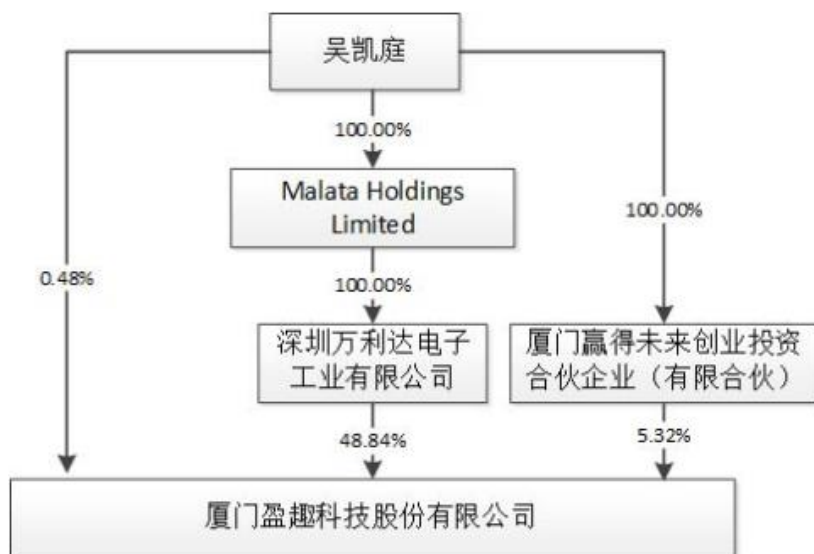 吴凯庭
100.00%
Malata Holdings
Limited
100.00%
0.48%
100.00%
深圳万利达电子
工业有限公司
厦门赢得未来创业投资
合伙企业（有限合伙）
48.84%
5.32%
厦门盈趣科技股份有限公司